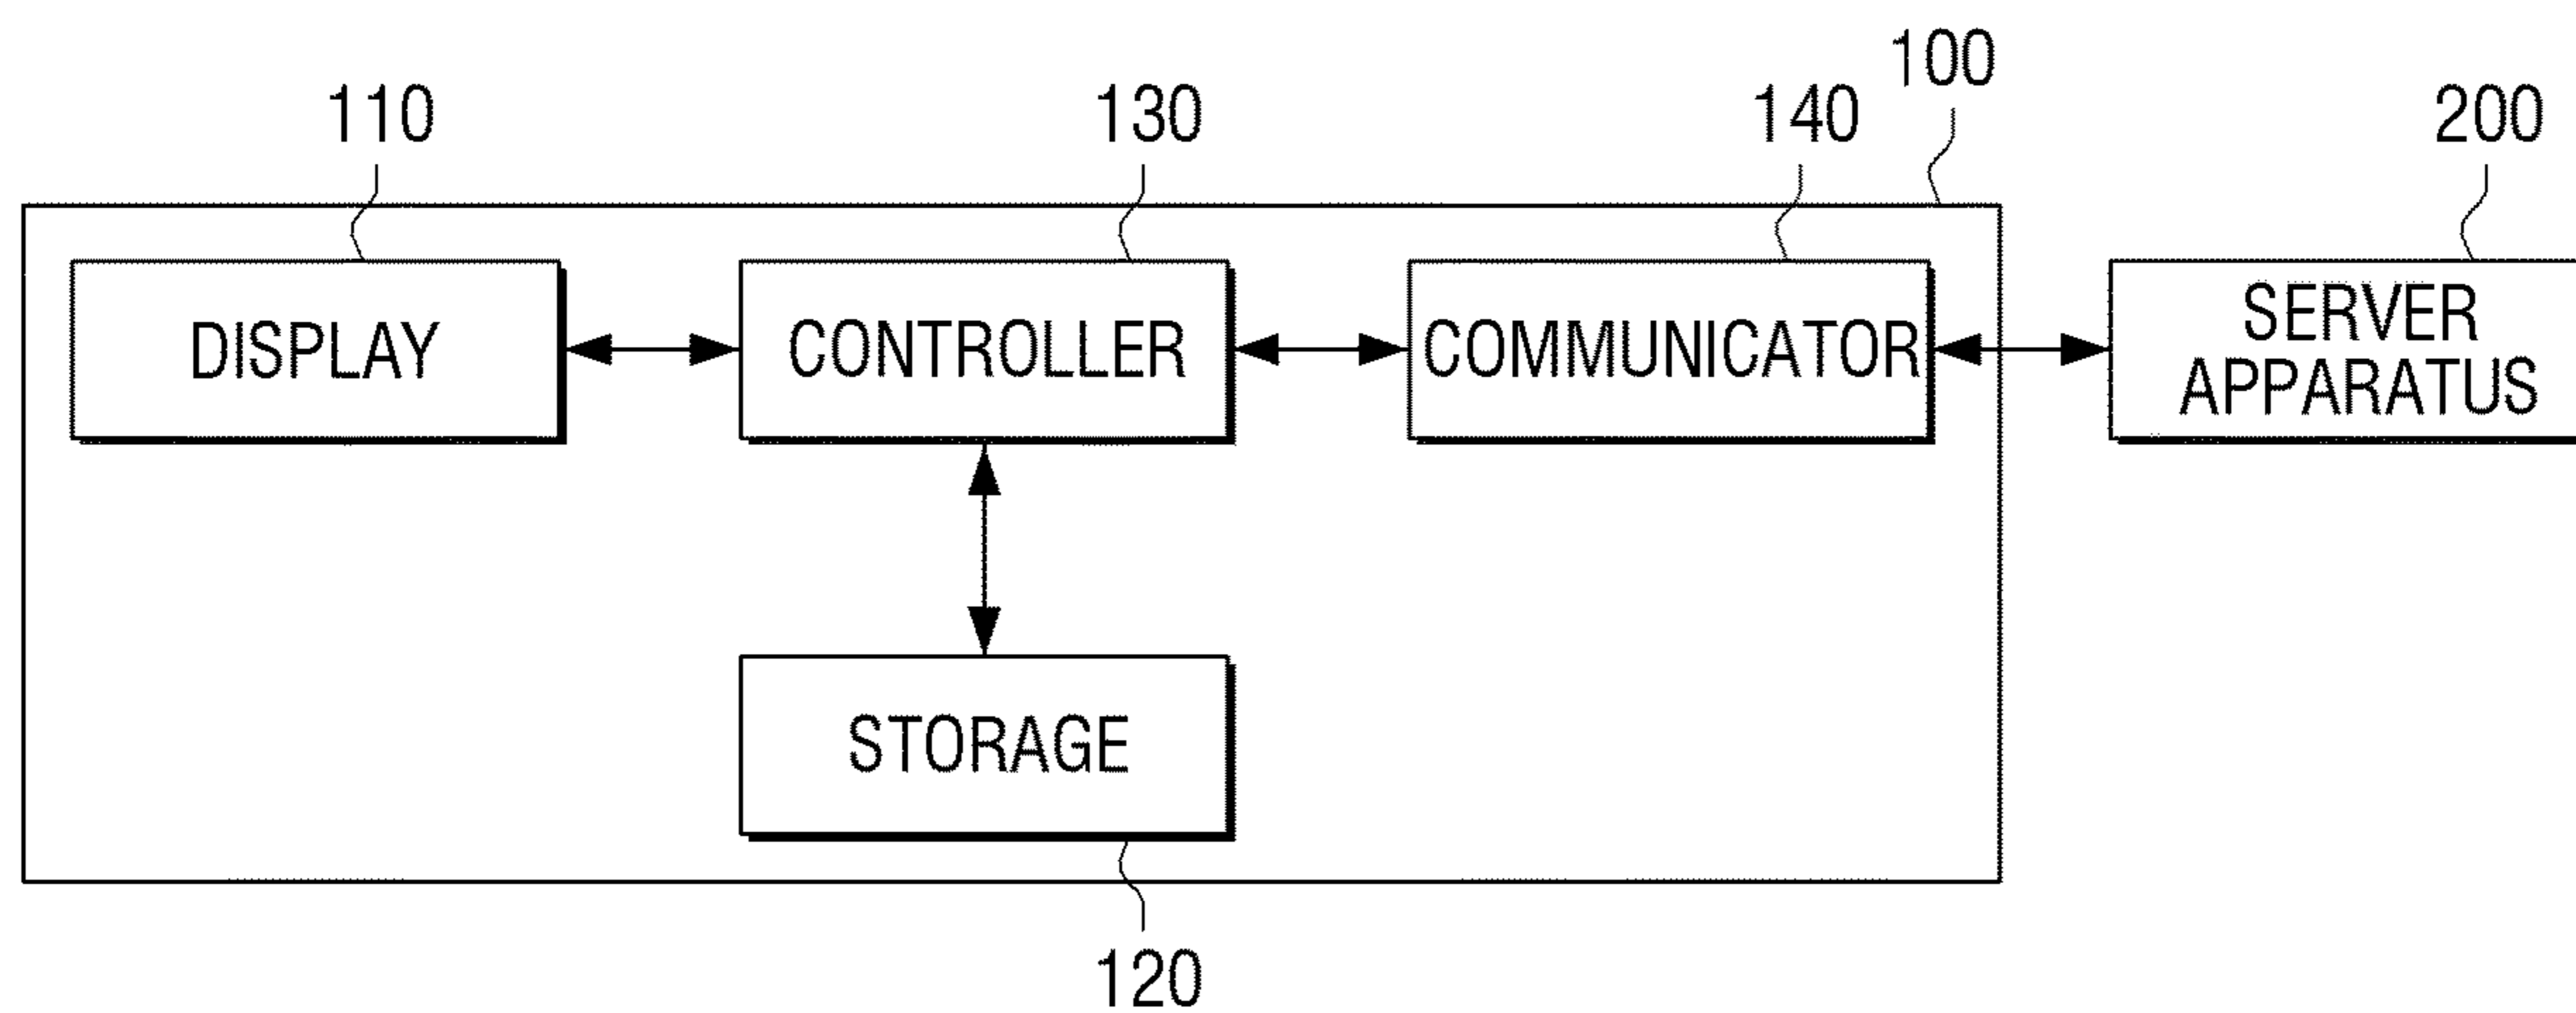 100
110
130
140
200
DISPLAY
CONTROLLER
COMMUNICATOR
SERVER
APPARATUS
STORAGE
120